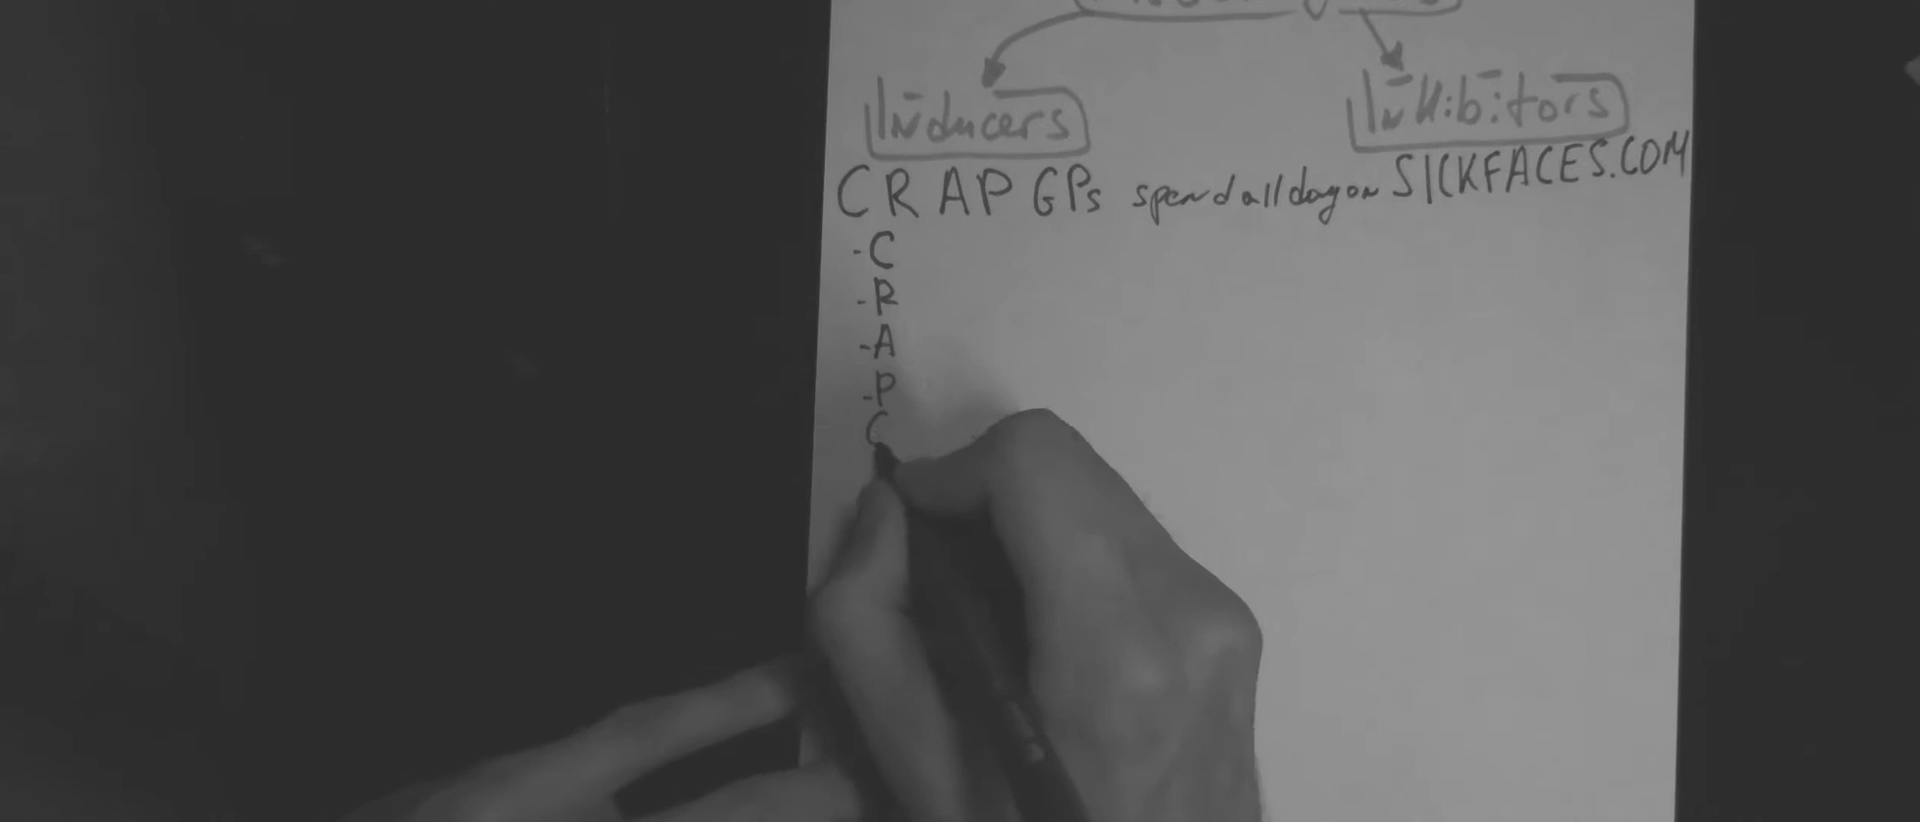 Inducers
Inhibitors
CRAP GPs spend all day on SICKFACES.COM
-C
-R
-A
-P